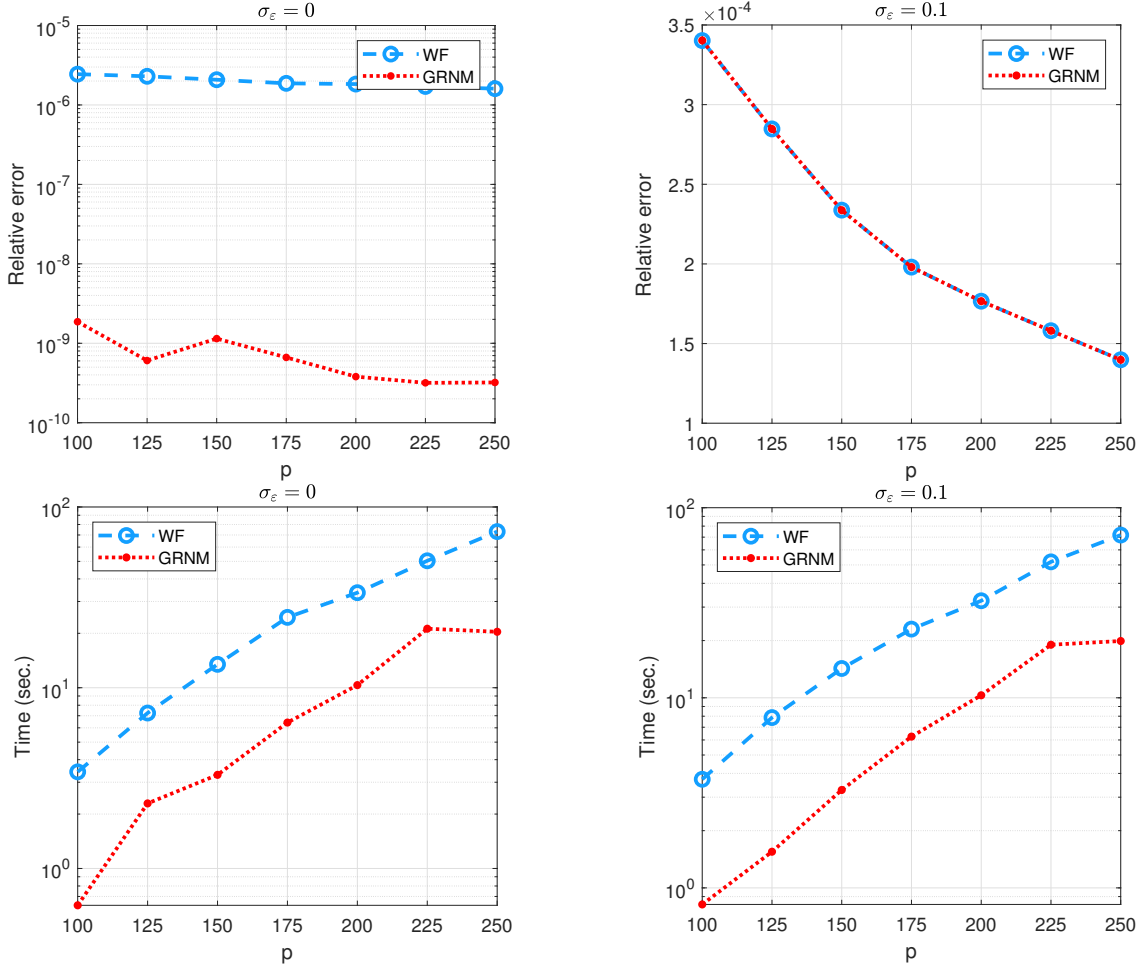 σ_ε = 0
Relative error
10^-5
10^-6
10^-7
10^-8
10^-9
10^-10
WF
GRNM
100 125 150 175 200 225 250
p
σ_ε = 0.1
×10^-4
Relative error
3.5
3
2.5
2
1.5
1
WF
GRNM
100 125 150 175 200 225 250
p
σ_ε = 0
Time (sec.)
10^2
10^1
10^0
WF
GRNM
100 125 150 175 200 225 250
p
σ_ε = 0.1
Time (sec.)
10^2
10^1
10^0
WF
GRNM
100 125 150 175 200 225 250
p